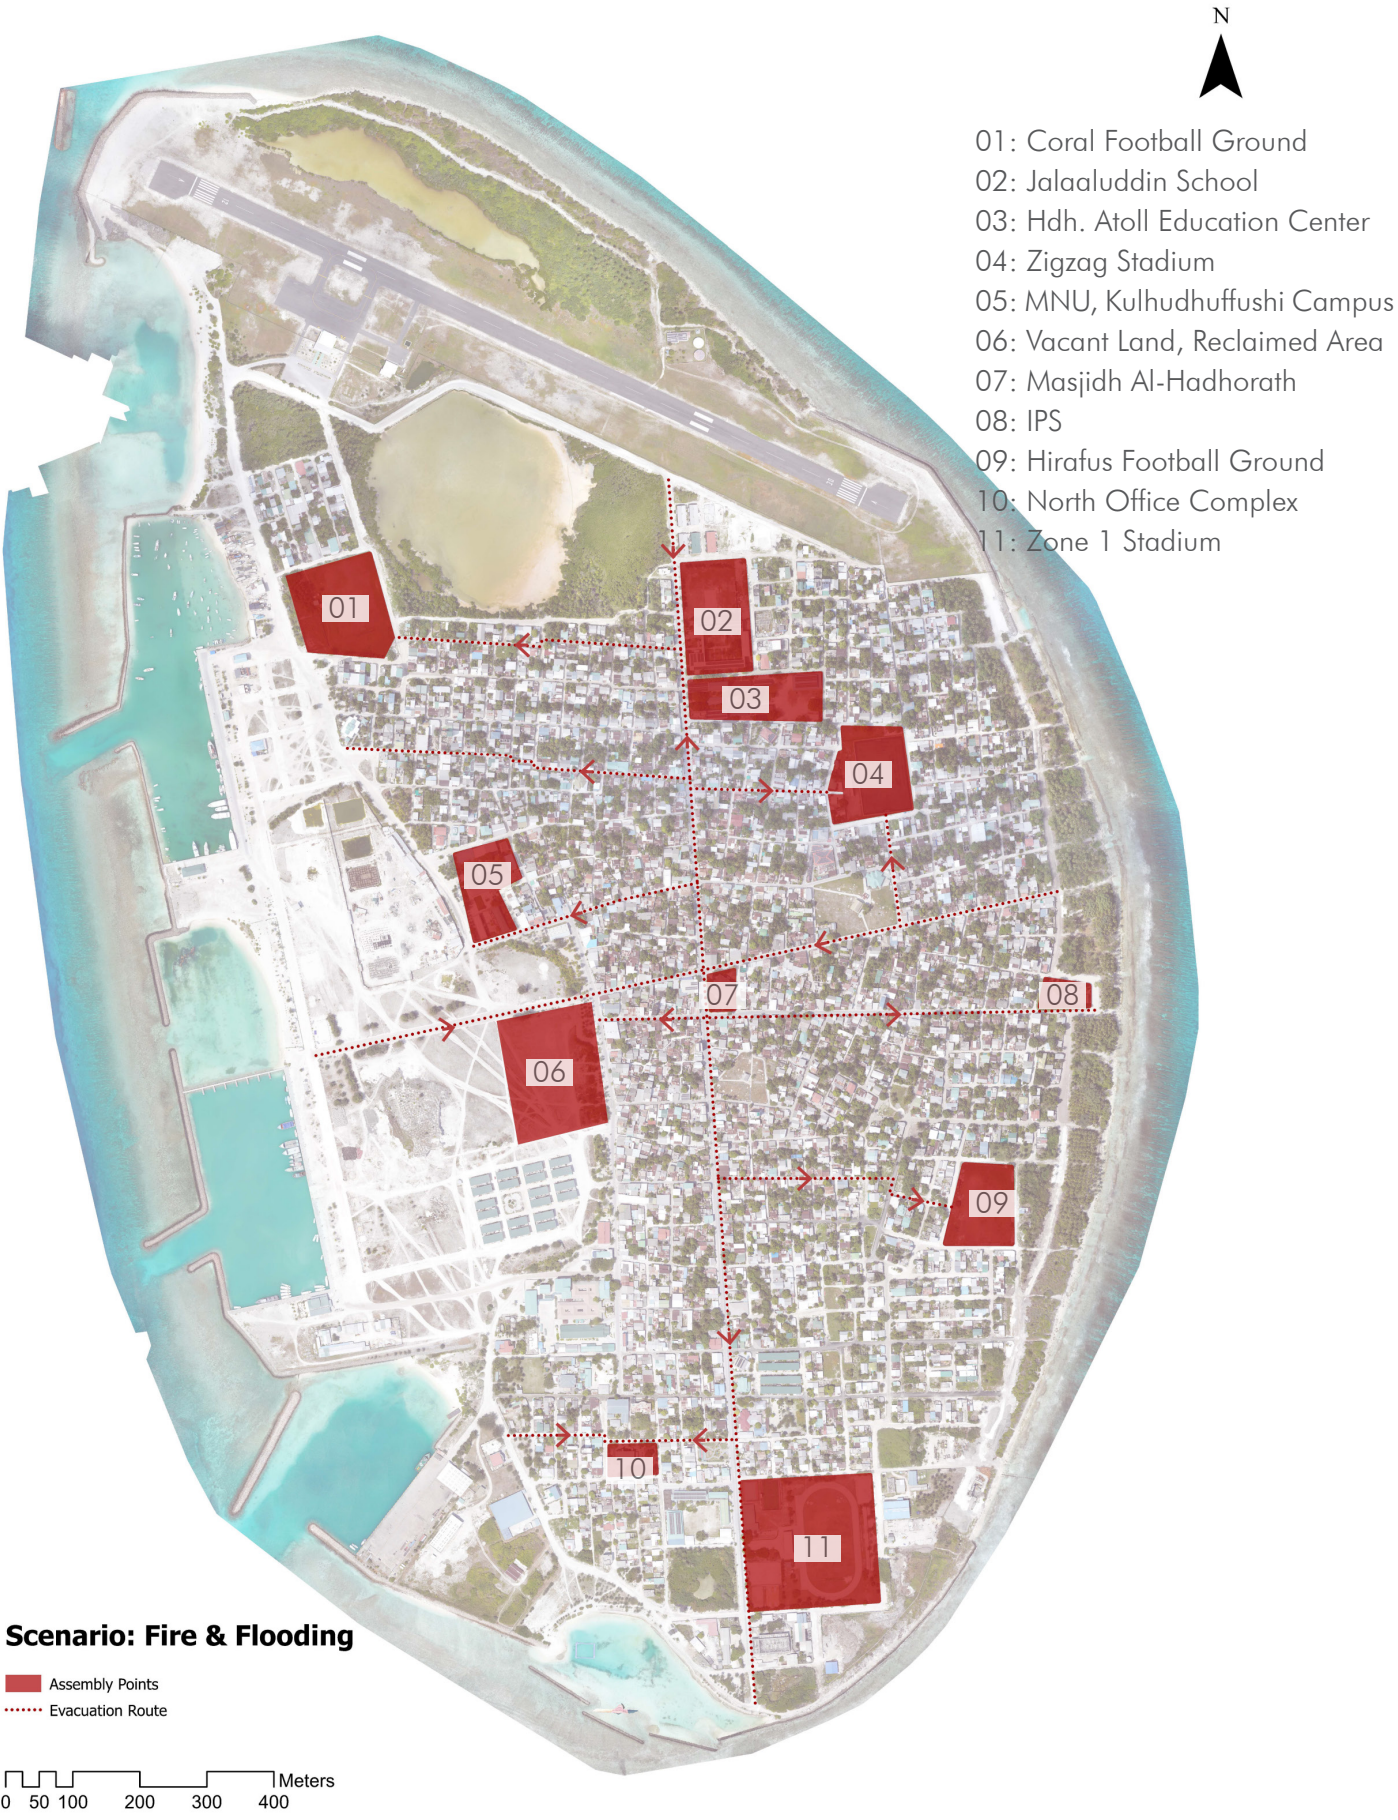 N
01: Coral Football Ground
02: Jalaaluddin School
03: Hdh. Atoll Education Center
04: Zigzag Stadium
05: MNU, Kulhudhuffushi Campus
06: Vacant Land, Reclaimed Area
07: Masjidh Al-Hadhorath
08: IPS
09: Hirafus Football Ground
10: North Office Complex
11: Zone 1 Stadium
01
02
03
04
05
07
08
06
09
10
11
Scenario: Fire & Flooding
Assembly Points
Evacuation Route
Meters
0 50 100 200 300 400